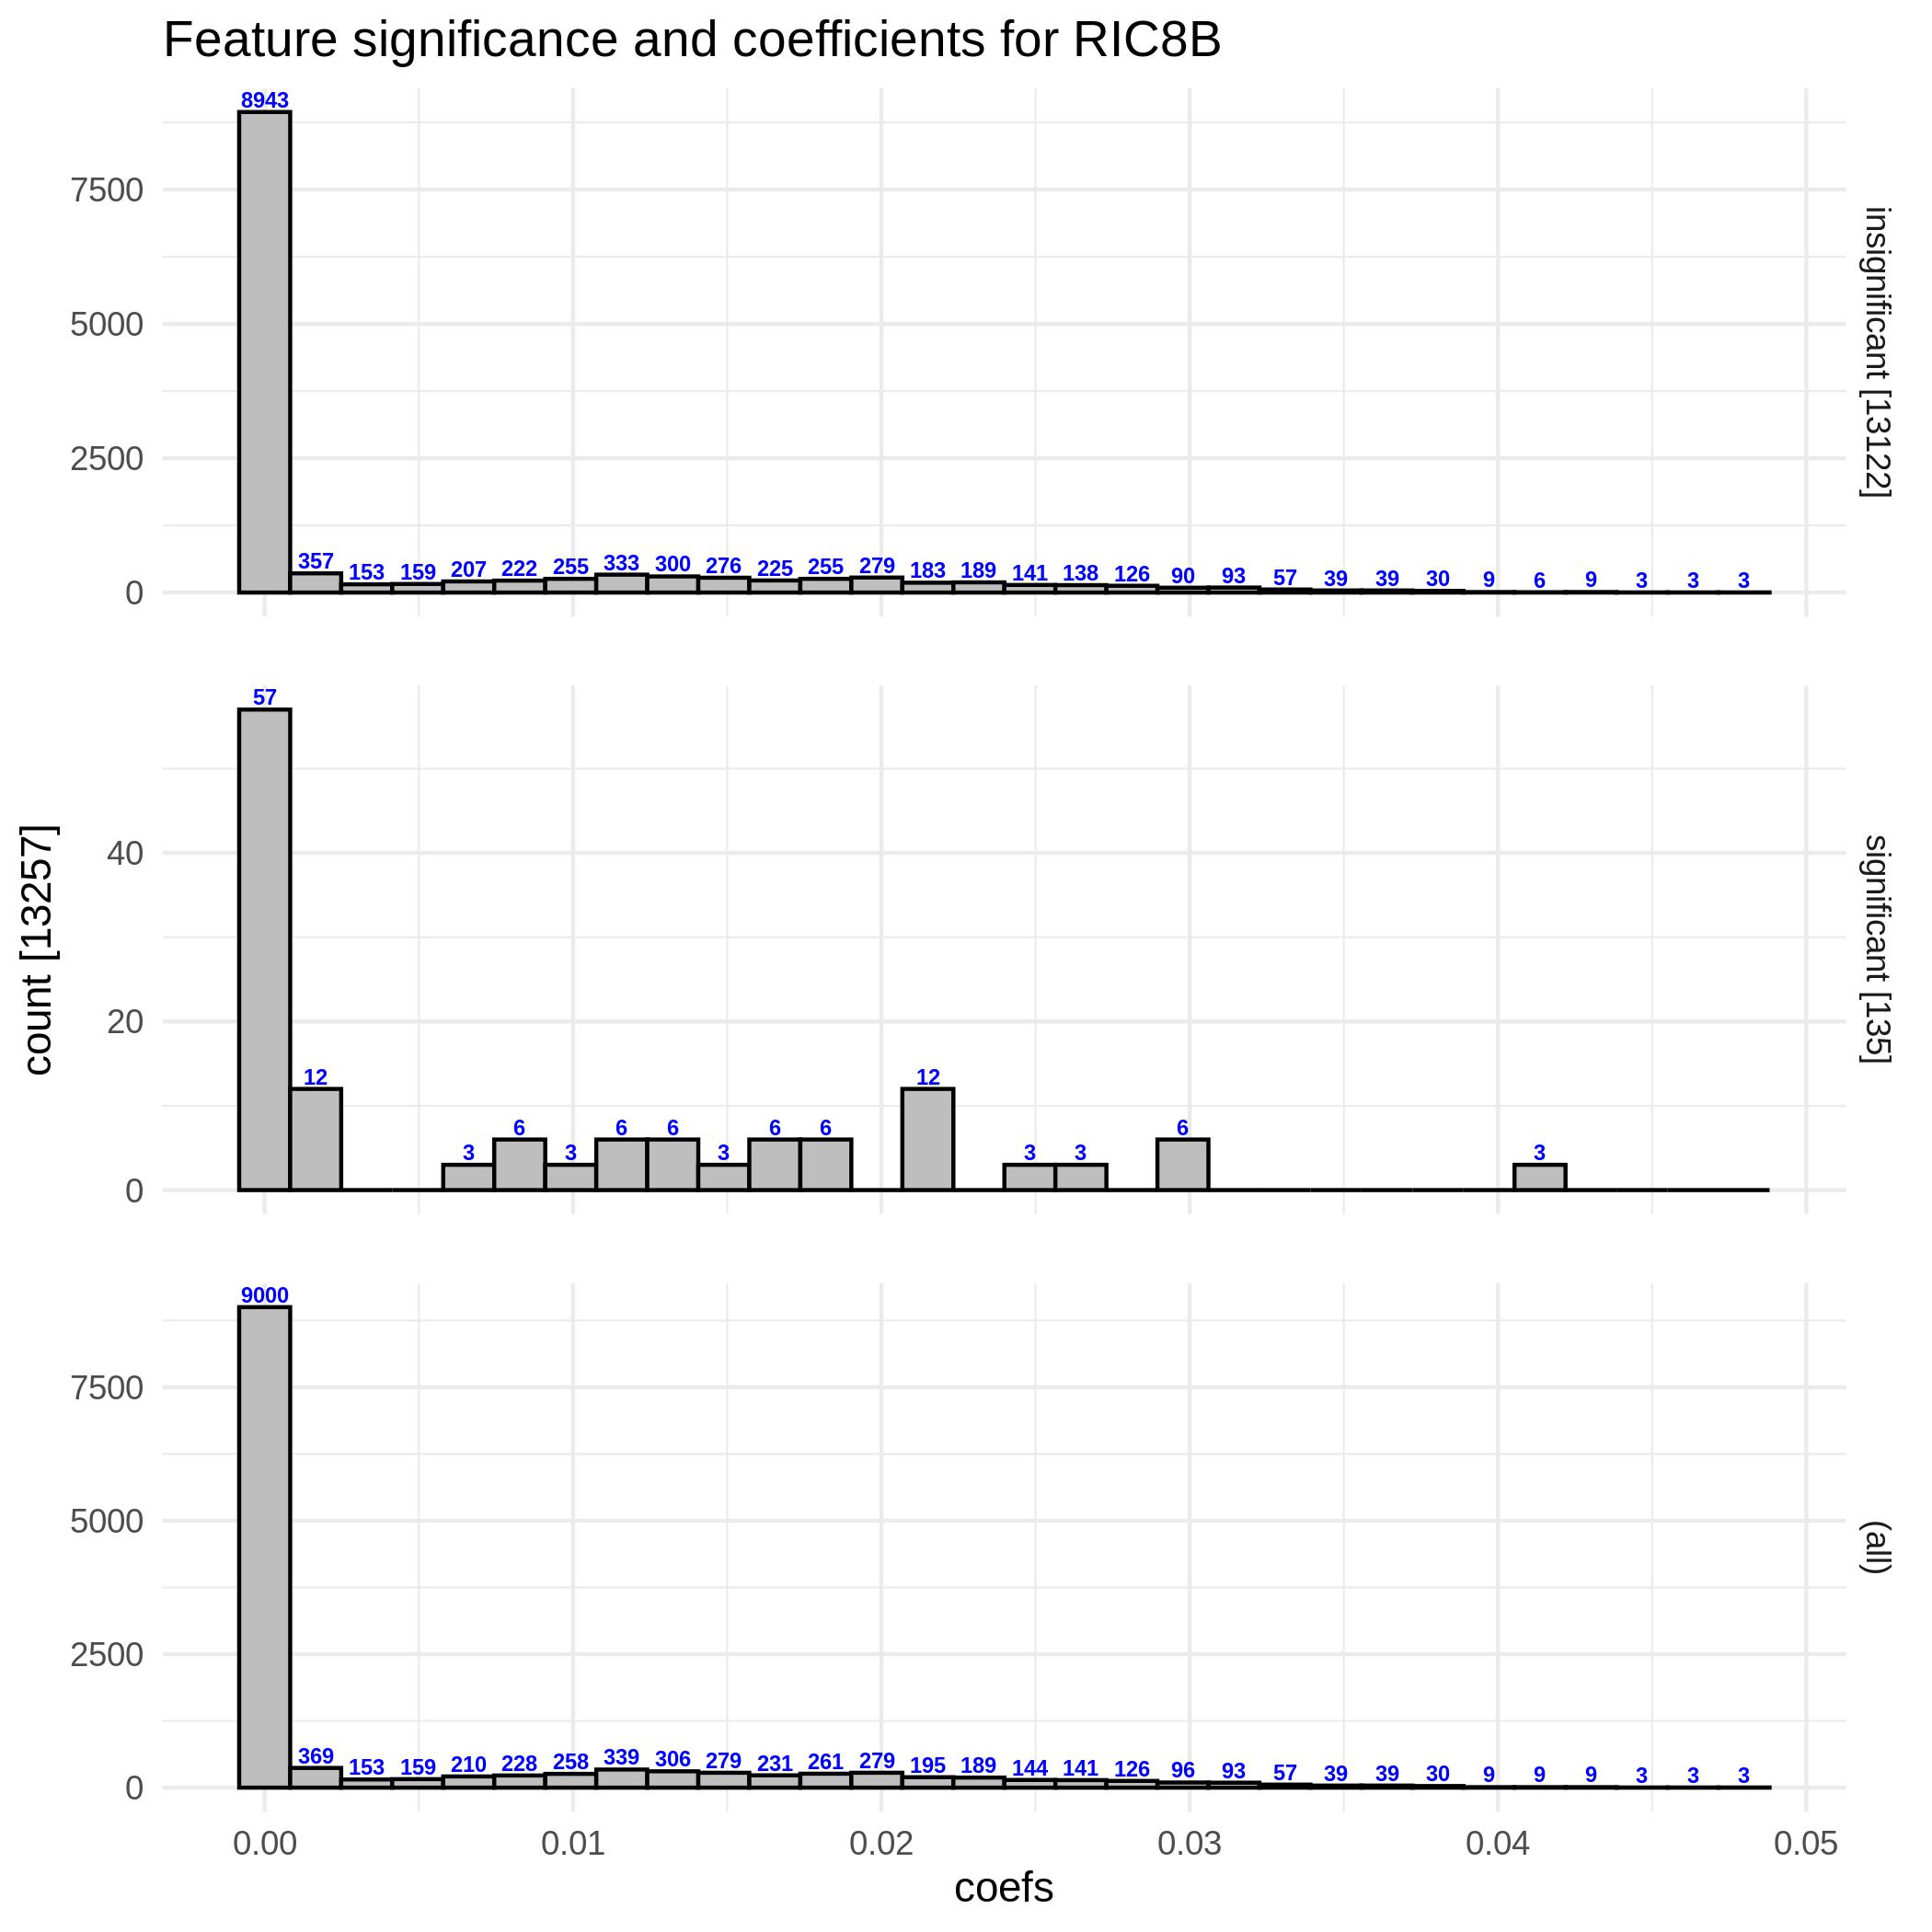 Feature significance and coefficients for RIC8B
8943
7500
5000
2500
0
357 153 159 207 222 255 333 300 276 225 255 279 183 189 141 138 126 90 93 57 39 39 30 9 6 9 3 3 3
insignificant [13122]
count [13257]
57
40
20
0
12 3 6 3 6 6 3 6 6 12 3 3 6 3
significant [135]
9000
7500
5000
2500
0
369 153 159 210 228 258 339 306 279 231 261 279 195 189 144 141 126 96 93 57 39 39 30 9 9 9 3 3 3
(all)
0.00 0.01 0.02 0.03 0.04 0.05
coefs